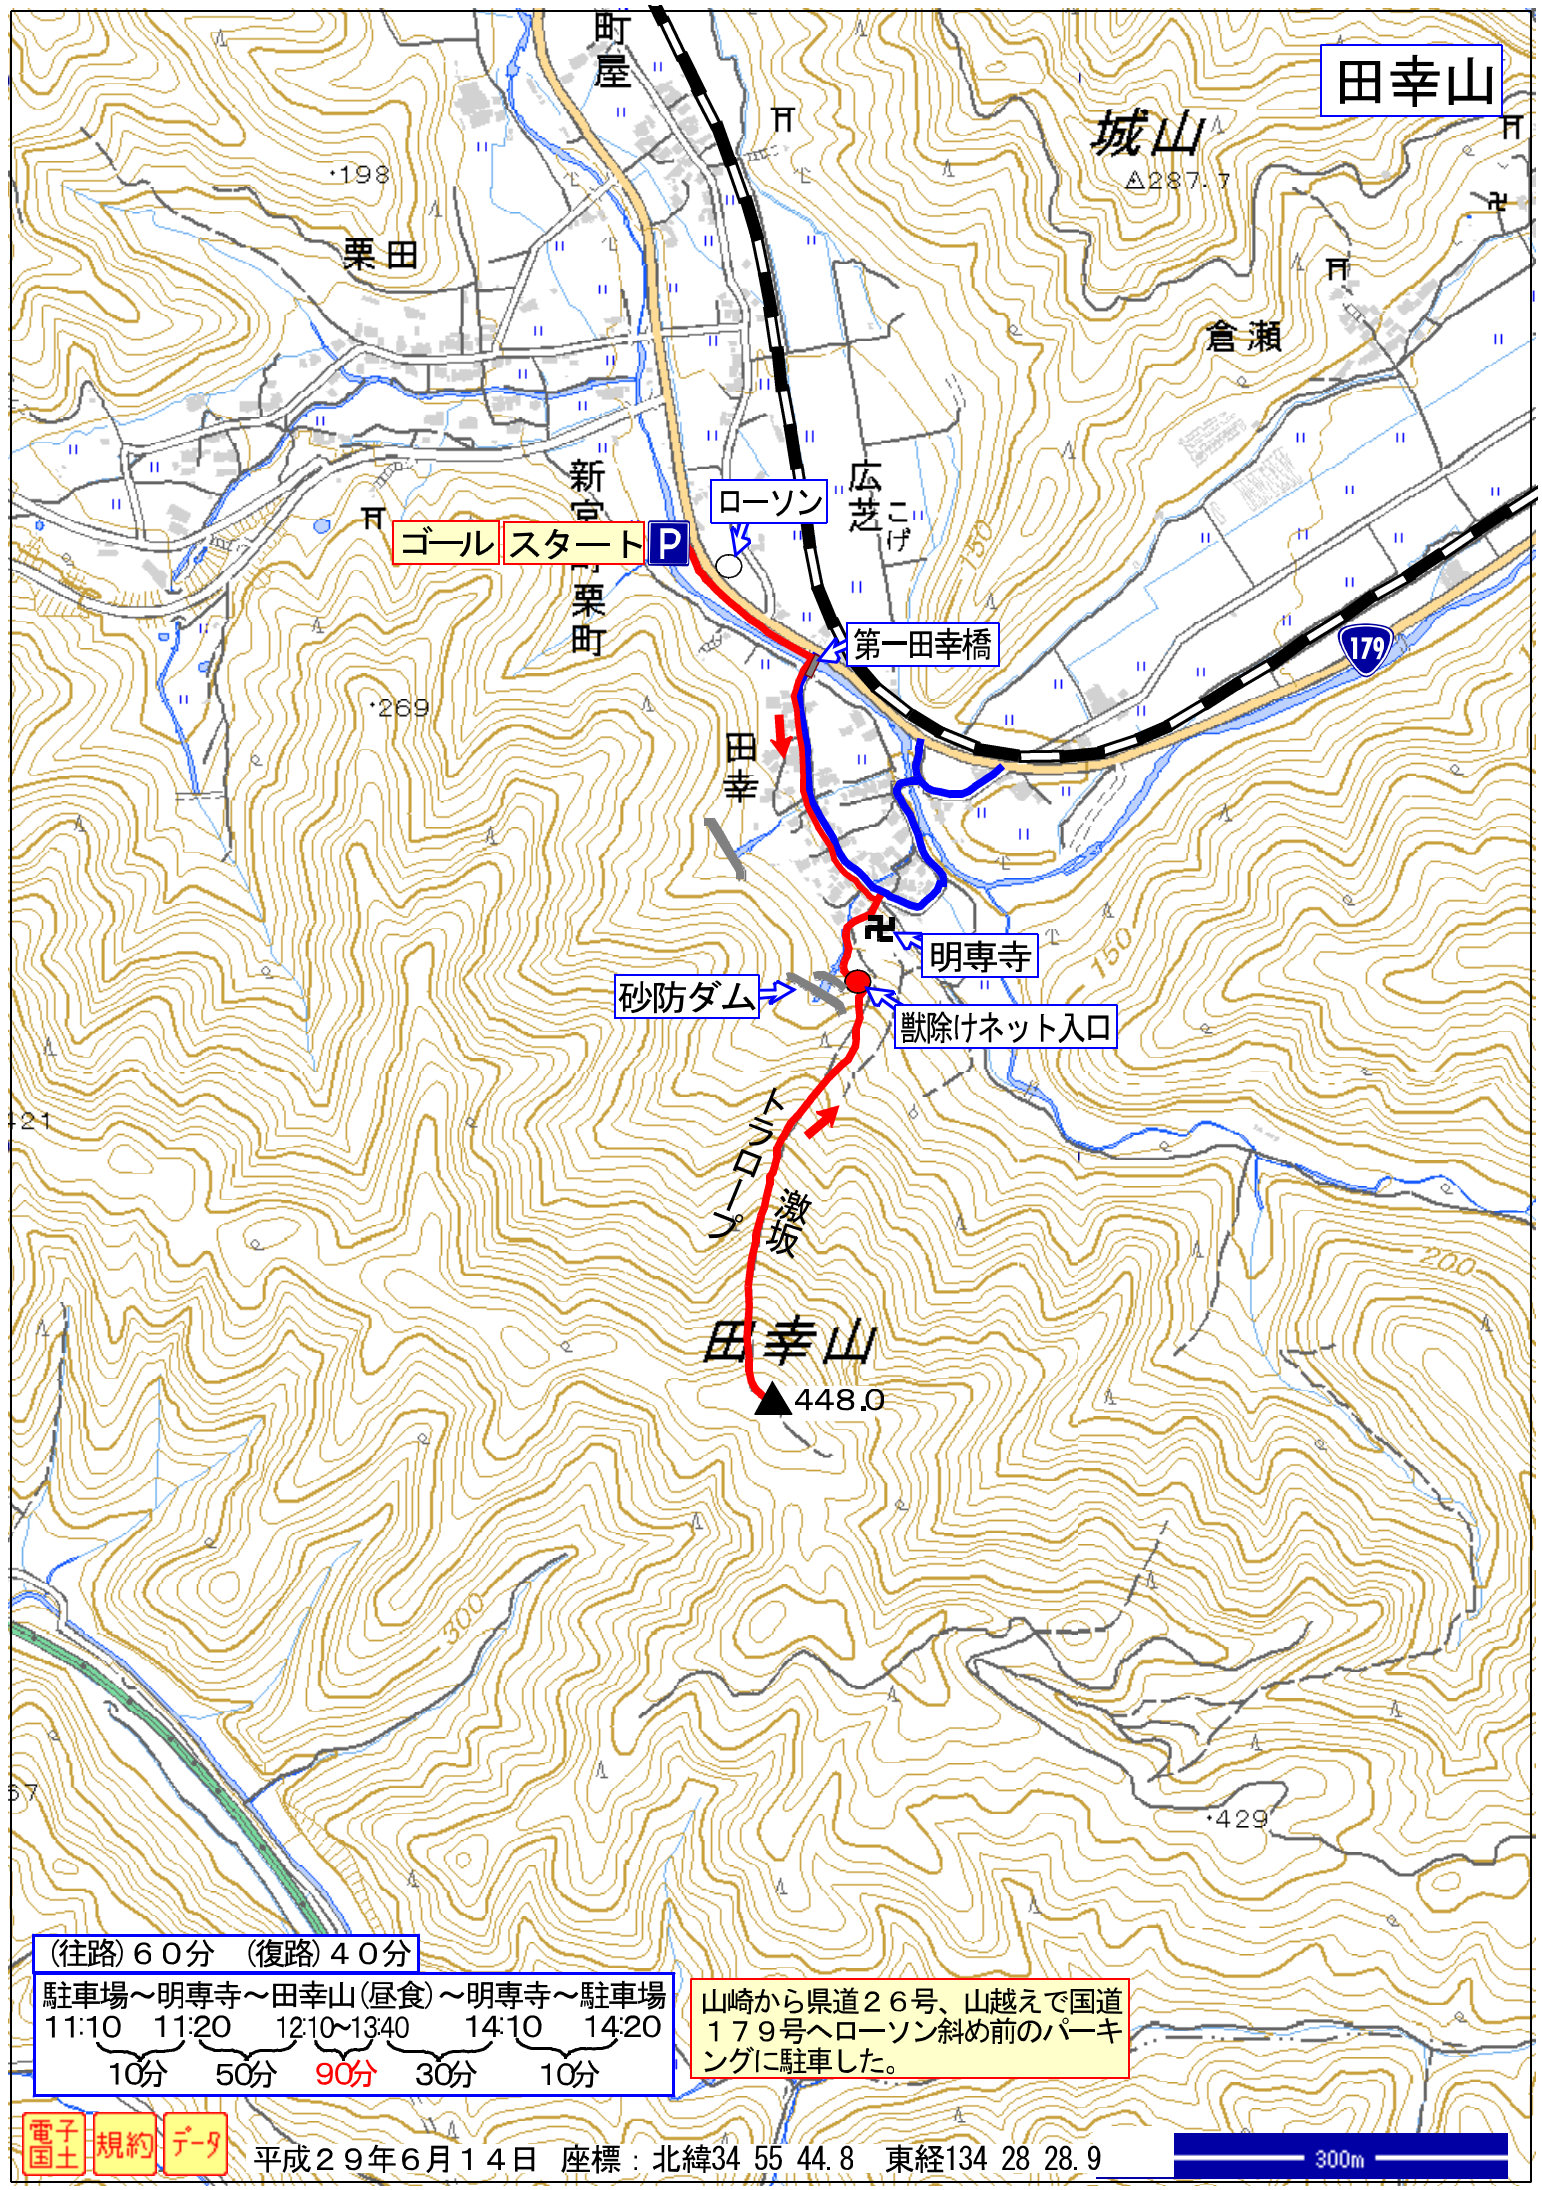 田幸山
町屋
城山
287.7
198
栗田
倉瀬
新宮町栗町
ローソン
広芝
こげ
150
ゴール
スタート
P
第一田幸橋
179
269
田幸
明専寺
150
砂防ダム
獣除けネット入口
421
トラロープ
激坂
200
田幸山
448.0
300
67
429
(往路)60分 (復路)40分
駐車場～明専寺～田幸山(昼食)～明専寺～駐車場
11:10 11:20 12:10～13:40 14:10 14:20
10分 50分 90分 30分 10分
山崎から県道26号、山越えで国道
179号へローソン斜め前のパーキ
ングに駐車した。
電子国土
規約
データ
平成29年6月14日 座標：北緯34 55 44.8 東経134 28 28.9
300m